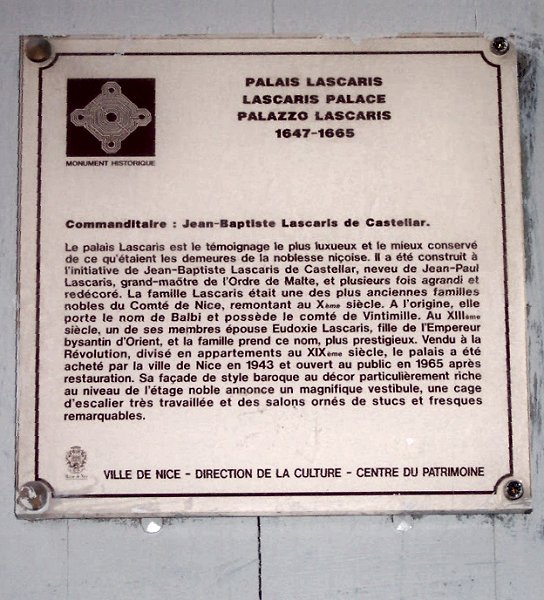 PALAIS LASCARIS
LASCARIS PALACE
PALAZZO LASCARIS
1647-1665
MONUMENT HISTORIQUE
Commanditaire : Jean-Baptiste Lascaris de Castellar.
Le palais Lascaris est le témoignage le plus luxueux et le mieux conservé
de ce qu'étaient les demeures de la noblesse niçoise. Il a été construit à
l'initiative de Jean-Baptiste Lascaris de Castellar, neveu de Jean-Paul
Lascaris, grand-maőtre de l'Ordre de Malte, et plusieurs fois agrandi et
redécoré. La famille Lascaris était une des plus anciennes familles
nobles du Comté de Nice, remontant au Xème siècle. A l'origine, elle
porte le nom de Balbi et possède le comté de Vintimille. Au XIIIème
siècle, un de ses membres épouse Eudoxie Lascaris, fille de l'Empereur
bysantin d'Orient, et la famille prend ce nom, plus prestigieux. Vendu à la
Révolution, divisé en appartements au XIXème siècle, le palais a été
acheté par la ville de Nice en 1943 et ouvert au public en 1965 après
restauration. Sa façade de style baroque au décor particulièrement riche
au niveau de l'étage noble annonce un magnifique vestibule, une cage
d'escalier très travaillée et des salons ornés de stucs et fresques
remarquables.
VILLE DE NICE - DIRECTION DE LA CULTURE - CENTRE DU PATRIMOINE